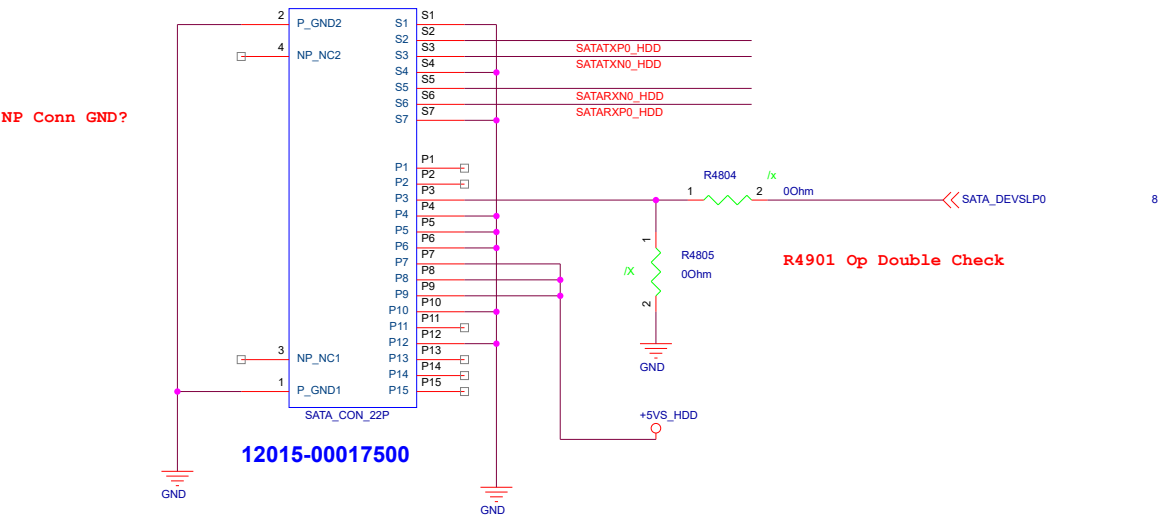 2 P_GND2
4 NP_NC2
NP Conn GND?
3 NP_NC1
1 P_GND1
S1 S1
S2 S2
S3 S3
S4 S4
S5 S5
S6 S6
S7 S7
SATATXP0_HDD
SATATXN0_HDD
SATARXN0_HDD
SATARXP0_HDD
P1 P1
P2 P2
P3 P3
P4 P4
P5 P5
P6 P6
P7 P7
P8 P8
P9 P9
P10 P10
P11 P11
P12 P12
P13 P13
P14 P14
P15 P15
R4804 /x
1 2 0Ohm
SATA_DEVSLP0 8
1
R4805
/X 0Ohm
2
R4901 Op Double Check
GND
+5VS_HDD
SATA_CON_22P
12015-00017500
GND
GND